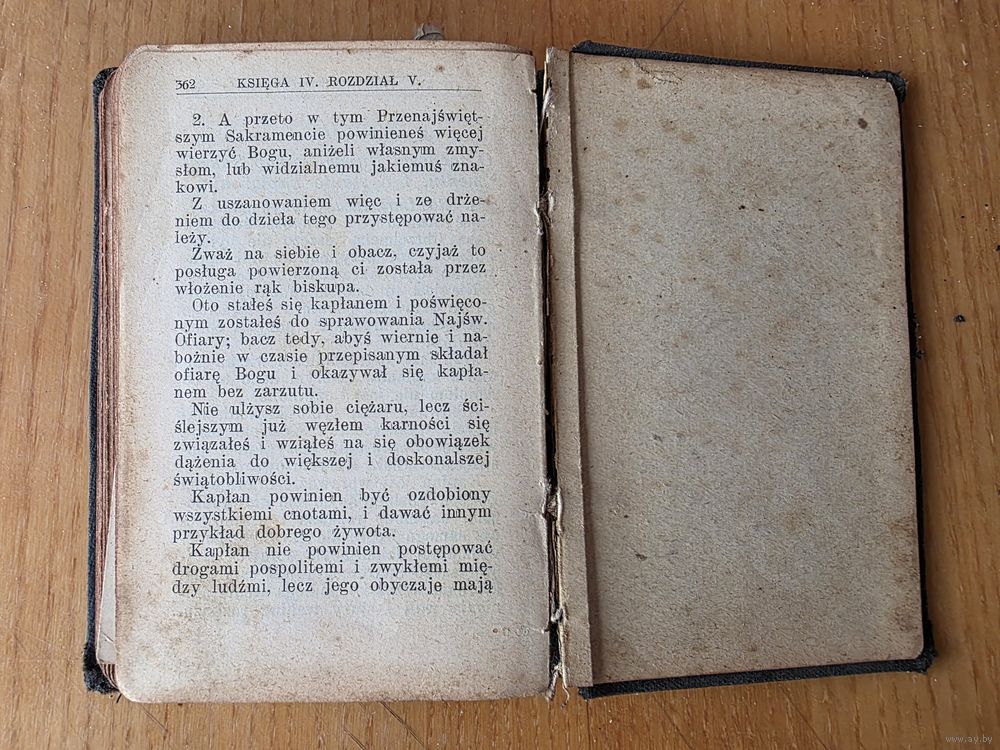 362 KSIĘGA IV. ROZDZIAŁ V.
2. A przeto w tym Przenajświęt-
szym Sakramencie powinieneś więcej
wierzyć Bogu, aniżeli własnym zmy-
słom, lub widzialnemu jakiemuś zna-
kowi.
Z uszanowaniem więc i ze drże-
niem do dzieła tego przystępować na-
leży.
Zważ na siebie i obacz, czyjaż to
posługa powierzoną ci została przez
włożenie rąk biskupa.
Oto stałeś się kapłanem i poświęco-
nym zostałeś do sprawowania Najśw.
Ofiary; bacz tedy, abyś wiernie i na-
bożnie w czasie przepisanym składał
ofiarę Bogu i okazywał się kapła-
nem bez zarzutu.
Nie ulżysz sobie ciężaru, lecz ści-
ślejszym już węzłem karności się
związałeś i wziąłeś na się obowiązek
dążenia do większej i doskonalszej
świątobliwości.
Kapłan powinien być ozdobiony
wszystkiemi cnotami, i dawać innym
przykład dobrego żywota.
Kapłan nie powinien postępować
drogami pospolitemi i zwykłemi mię-
dzy ludźmi, lecz jego obyczaje mają
www.ay.by